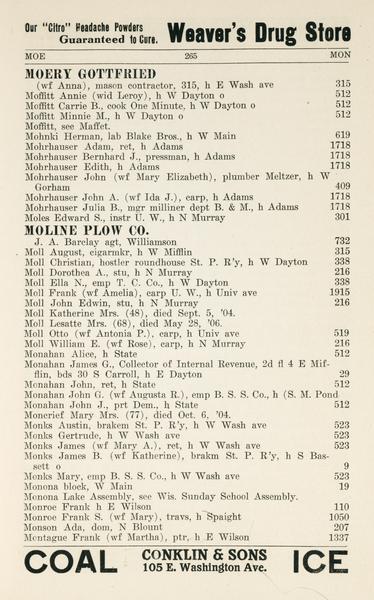 Our "Citro" Headache Powders
Guaranteed to Cure.
Weaver's Drug Store
MOE 265 MON
MOERY GOTTFRIED
(wf Anna), mason contractor, 315, h E Wash ave 315
Moffitt Annie (wid Leroy), h W Dayton o 512
Moffitt Carrie B., cook One Minute, h W Dayton o 512
Moffitt Minnie M., h W Dayton o 512
Moffitt, see Maffet.
Mohnki Herman, lab Blake Bros., h W Main 619
Mohrhauser Adam, ret, h Adams 1718
Mohrhauser Bernhard J., pressman, h Adams 1718
Mohrhauser Edith, h Adams 1718
Mohrhauser John (wf Mary Elizabeth), plumber Meltzer, h W
Gorham 409
Mohrhauser John A. (wf Ida J.), carp, h Adams 1718
Mohrhauser Julia B., mgr milliner dept B. & M., h Adams 1718
Moles Edward S., instr U. W., h N Murray 301
MOLINE PLOW CO.
J. A. Barclay agt, Williamson 732
Moll August, cigarmkr, h W Mifflin 315
Moll Christian, hostler roundhouse St. P. R'y, h W Dayton 338
Moll Dorothea A., stu, h N Murray 216
Moll Ella N., emp T. C. Co., h W Dayton 338
Moll Frank (wf Amelia), carp U. W., h Univ ave 1915
Moll John Edwin, stu, h N Murray 216
Moll Katherine Mrs. (48), died Sept. 5, '04.
Moll Lesatte Mrs. (68), died May 28, '06.
Moll Otto (wf Antonia P.), carp, h Univ ave 519
Moll William E. (wf Rose), carp, h N Murray 216
Monahan Alice, h State 512
Monahan James G., Collector of Internal Revenue, 2d fl 4 E Mif-
flin, bds 30 S Carroll, h E Dayton 29
Monahan John, ret, h State 512
Monahan John G. (wf Augusta R.), emp B. S. S. Co., h (S. M. Pond
Monahan John J., prt Dem., h State 512
Moncrief Mary Mrs. (77), died Oct. 6, '04.
Monks Austin, brakem St. P. R'y, h W Wash ave 523
Monks Gertrude, h W Wash ave 523
Monks James (wf Mary A.), ret, h W Wash ave 523
Monks James B. (wf Katherine), brakm St. P. R'y, h S Bas-
sett o 9
Monks Mary, emp B. S. S. Co., h W Wash ave 523
Monona block, W Main 19
Monona Lake Assembly, see Wis. Sunday School Assembly.
Monroe Frank h E Wilson 110
Monroe Frank S. (wf Mary), travs, h Spaight 1050
Monson Ada, dom, N Blount 207
Montague Frank (wf Martha), ptr, h E Wilson 1337
COAL CONKLIN & SONS ICE
105 E. Washington Ave.